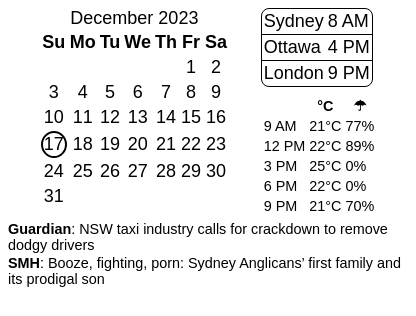 December 2023
Su Mo Tu We Th Fr Sa
1 2
3 4 5 6 7 8 9
10 11 12 13 14 15 16
17 18 19 20 21 22 23
24 25 26 27 28 29 30
31
Sydney 8 AM
Ottawa 4 PM
London 9 PM
°C ☂
9 AM 21°C 77%
12 PM 22°C 89%
3 PM 25°C 0%
6 PM 22°C 0%
9 PM 21°C 70%
Guardian: NSW taxi industry calls for crackdown to remove
dodgy drivers
SMH: Booze, fighting, porn: Sydney Anglicans’ first family and
its prodigal son